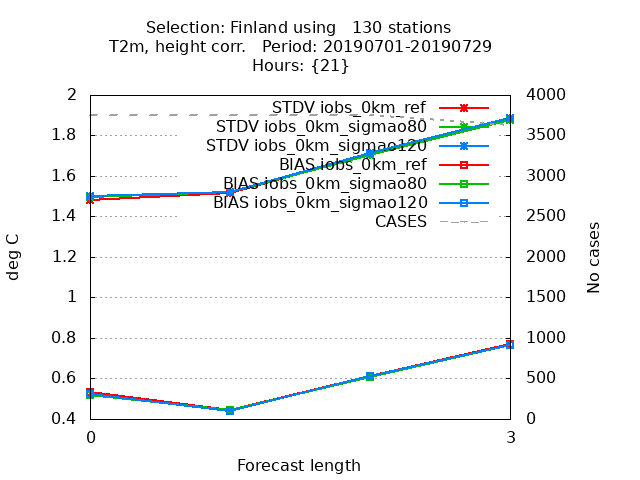 Selection: Finland using   130 stations
T2m, height corr.   Period: 20190701-20190729
Hours: {21}
2
1.8
1.6
1.4
1.2
1
0.8
0.6
0.4
deg C
STDV iobs_0km_ref
STDV iobs_0km_sigmao80
STDV iobs_0km_sigmao120
BIAS iobs_0km_ref
BIAS iobs_0km_sigmao80
BIAS iobs_0km_sigmao120
CASES
4000
3500
3000
2500
2000
1500
1000
500
0
No cases
0
3
Forecast length